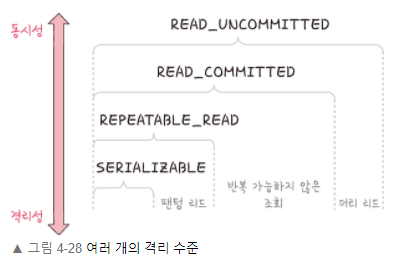 동시성
READ_UNCOMMITTED
READ_COMMITTED
REPEATABLE_READ
SERIALIZABLE
팬텀 리드
반복 가능하지 않은
조회
더티 리드
격리성
▲ 그림 4-28 여러 개의 격리 수준